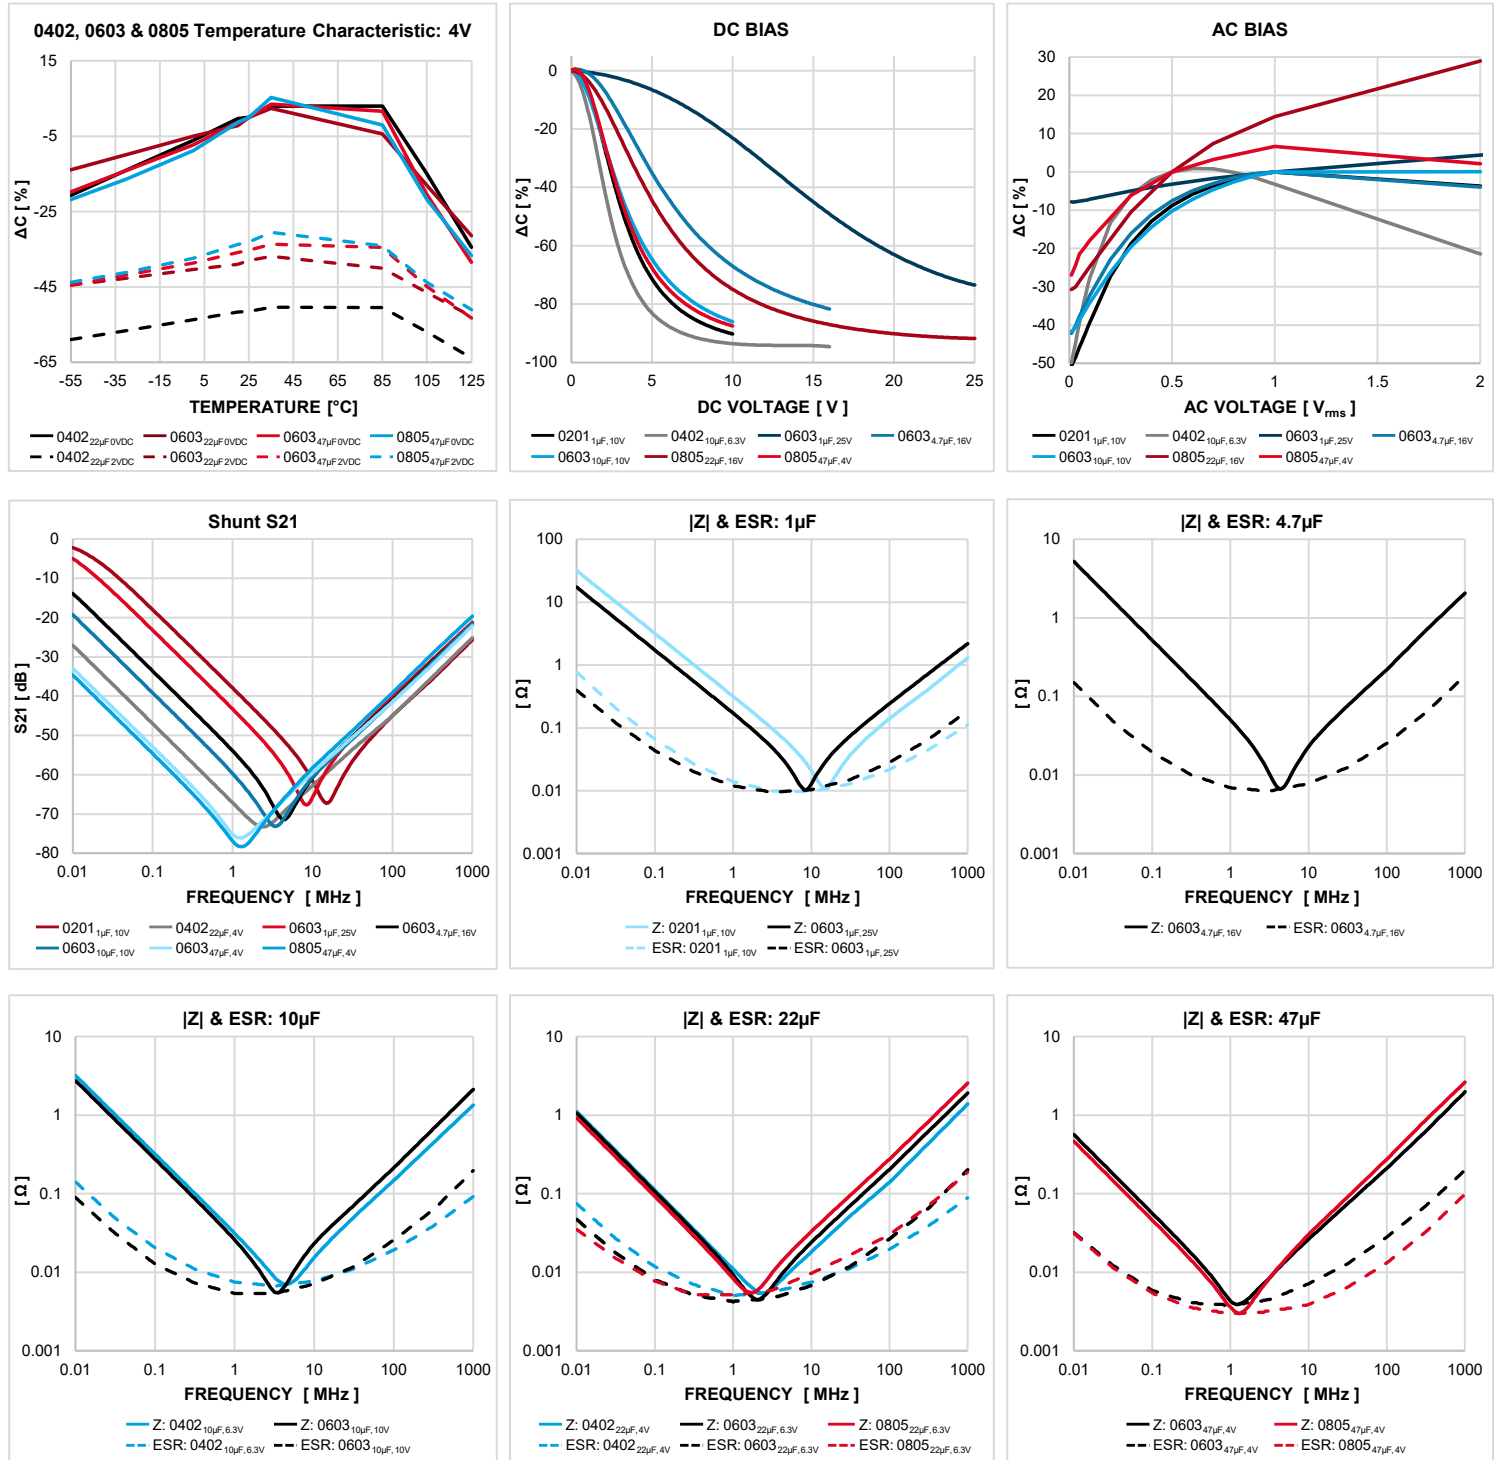 0402, 0603 & 0805 Temperature Characteristic: 4V
15
-5
-25
-45
-65
ΔC [ % ]
-55 -35 -15 5 25 45 65 85 105 125
TEMPERATURE [°C]
0402 22µF0VDC 0603 22µF0VDC 0603 47µF0VDC 0805 47µF0VDC
0402 22µF2VDC 0603 22µF2VDC 0603 47µF2VDC 0805 47µF2VDC
DC BIAS
0
-20
-40
-60
-80
-100
ΔC [ % ]
0 5 10 15 20 25
DC VOLTAGE [ V ]
0201 1µF, 10V 0402 10µF, 6.3V 0603 1µF, 25V 0603 4.7µF, 16V
0603 10µF, 10V 0805 22µF, 16V 0805 47µF, 4V
AC BIAS
30
20
10
0
-10
-20
-30
-40
-50
ΔC [ % ]
0 0.5 1 1.5 2
AC VOLTAGE [ Vrms ]
0201 1µF, 10V 0402 10µF, 6.3V 0603 1µF, 25V 0603 4.7µF, 16V
0603 10µF, 10V 0805 22µF, 16V 0805 47µF, 4V
Shunt S21
0
-10
-20
-30
-40
-50
-60
-70
-80
S21 [ dB]
0.01 0.1 1 10 100 1000
FREQUENCY [ MHz ]
0201 1µF, 10V 0402 22µF, 4V 0603 1µF, 25V 0603 4.7µF, 16V
0603 10µF, 10V 0603 47µF, 4V 0805 47µF, 4V
|Z| & ESR: 1µF
100
10
1
0.1
0.01
0.001
[ Ω ]
0.01 0.1 1 10 100 1000
FREQUENCY [ MHz ]
Z: 0201 1µF, 10V Z: 0603 1µF, 25V
ESR: 0201 1µF, 10V ESR: 0603 1µF, 25V
|Z| & ESR: 4.7µF
10
1
0.1
0.01
0.001
[ Ω ]
0.01 0.1 1 10 100 1000
FREQUENCY [ MHz ]
Z: 0603 4.7µF, 16V ESR: 0603 4.7µF, 16V
|Z| & ESR: 10µF
10
1
0.1
0.01
0.001
[ Ω ]
0.01 0.1 1 10 100 1000
FREQUENCY [ MHz ]
Z: 0402 10µF, 6.3V Z: 0603 10µF, 10V
ESR: 0402 10µF, 6.3V ESR: 0603 10µF, 10V
|Z| & ESR: 22µF
10
1
0.1
0.01
0.001
[ Ω ]
0.01 0.1 1 10 100 1000
FREQUENCY [ MHz ]
Z: 0402 22µF, 4V Z: 0603 22µF, 6.3V Z: 0805 22µF, 6.3V
ESR: 0402 22µF, 4V ESR: 0603 22µF, 6.3V ESR: 0805 22µF, 6.3V
|Z| & ESR: 47µF
10
1
0.1
0.01
0.001
[ Ω ]
0.01 0.1 1 10 100 1000
FREQUENCY [ MHz ]
Z: 0603 47µF, 4V Z: 0805 47µF, 4V
ESR: 0603 47µF, 4V ESR: 0805 47µF, 4V